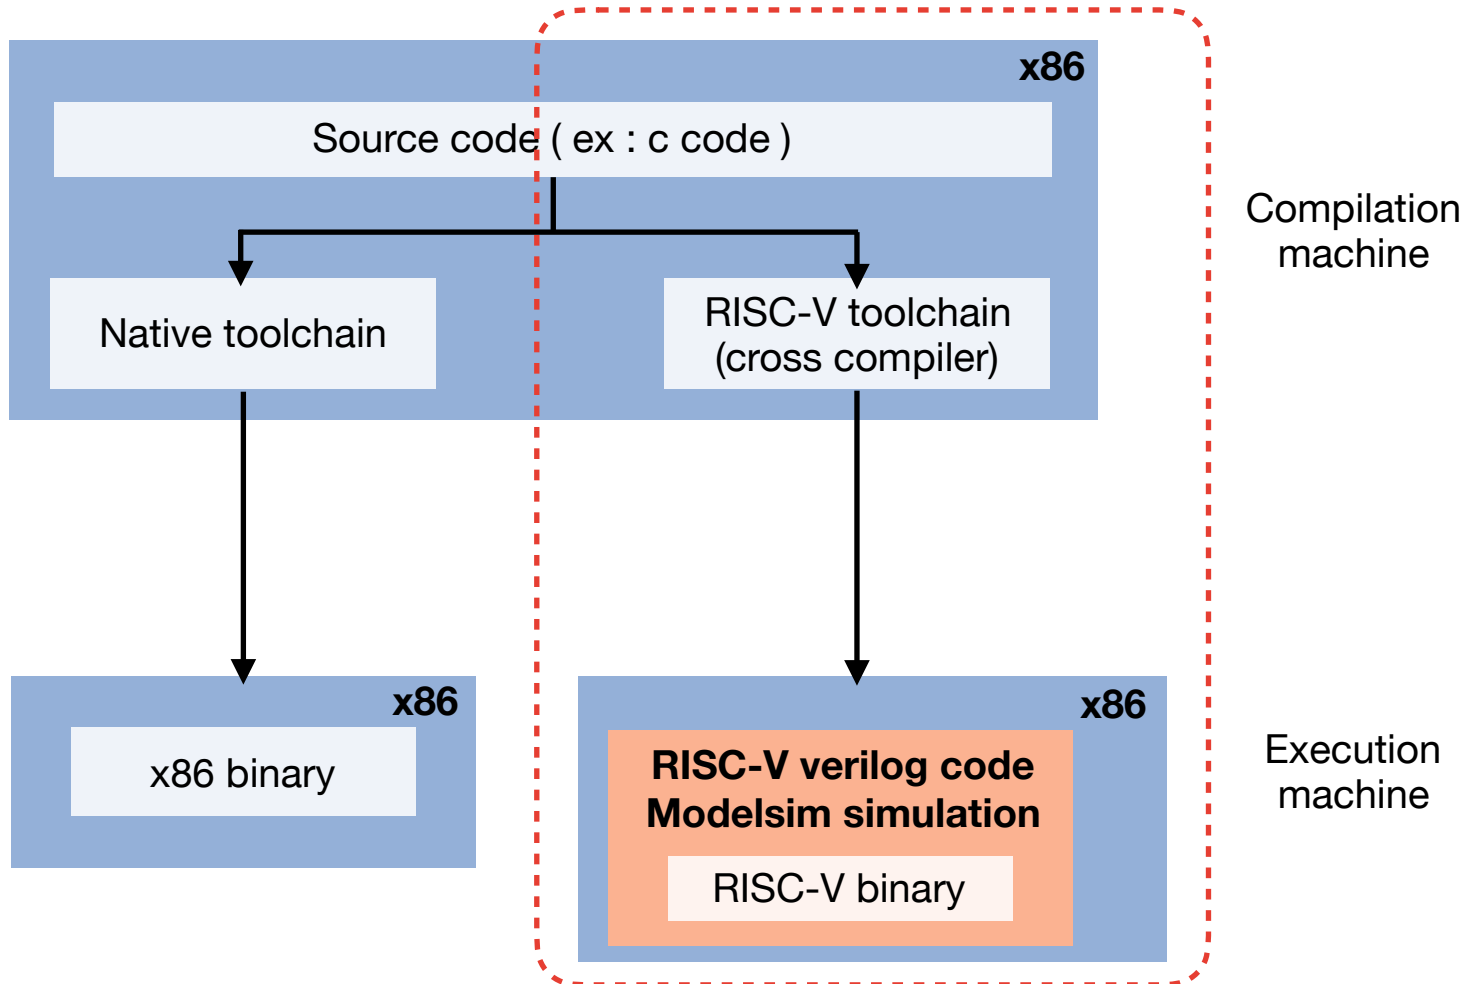 x86
Source code ( ex : c code )
Compilation
machine
Native toolchain
RISC-V toolchain
(cross compiler)
x86
x86 binary
x86
RISC-V verilog code
Modelsim simulation
RISC-V binary
Execution
machine